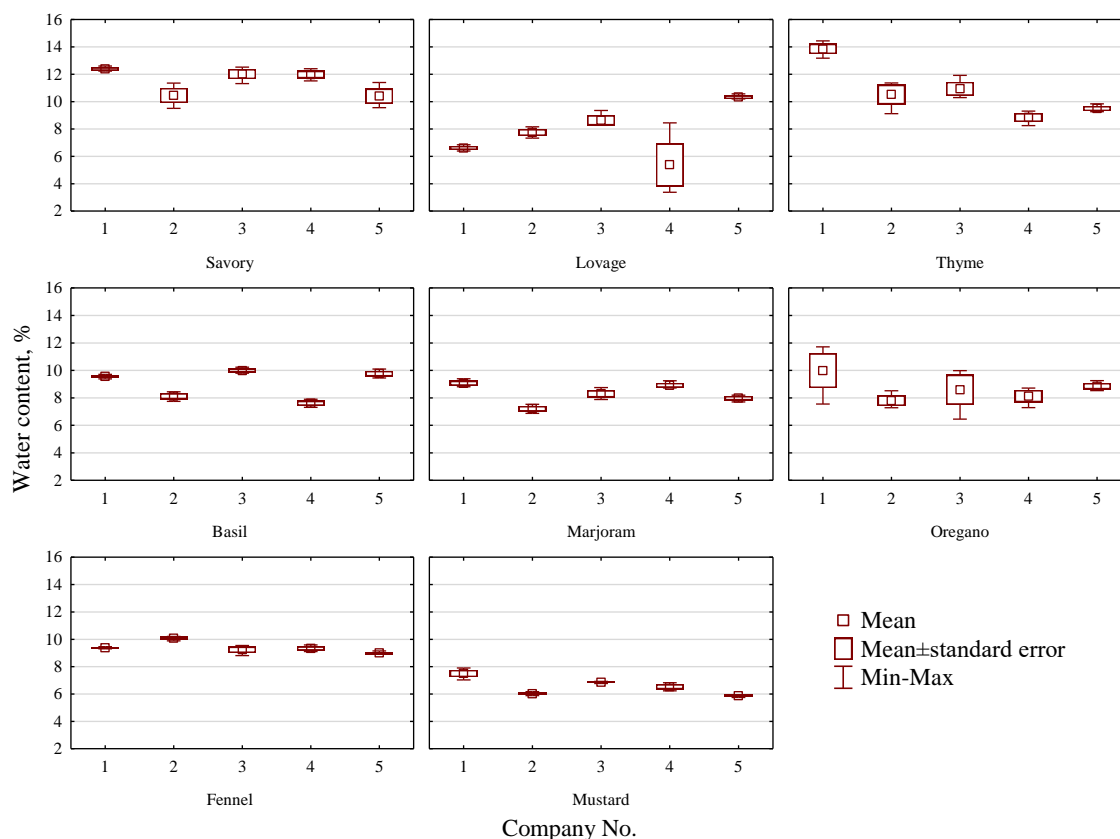 16
14
12
10
8
6
4
2
1 2 3 4 5
Savory
1 2 3 4 5
Lovage
1 2 3 4 5
Thyme
Water content, %
16
14
12
10
8
6
4
2
1 2 3 4 5
Basil
1 2 3 4 5
Marjoram
1 2 3 4 5
Oregano
16
14
12
10
8
6
4
2
1 2 3 4 5
Fennel
1 2 3 4 5
Mustard
Mean
Mean±standard error
Min-Max
Company No.